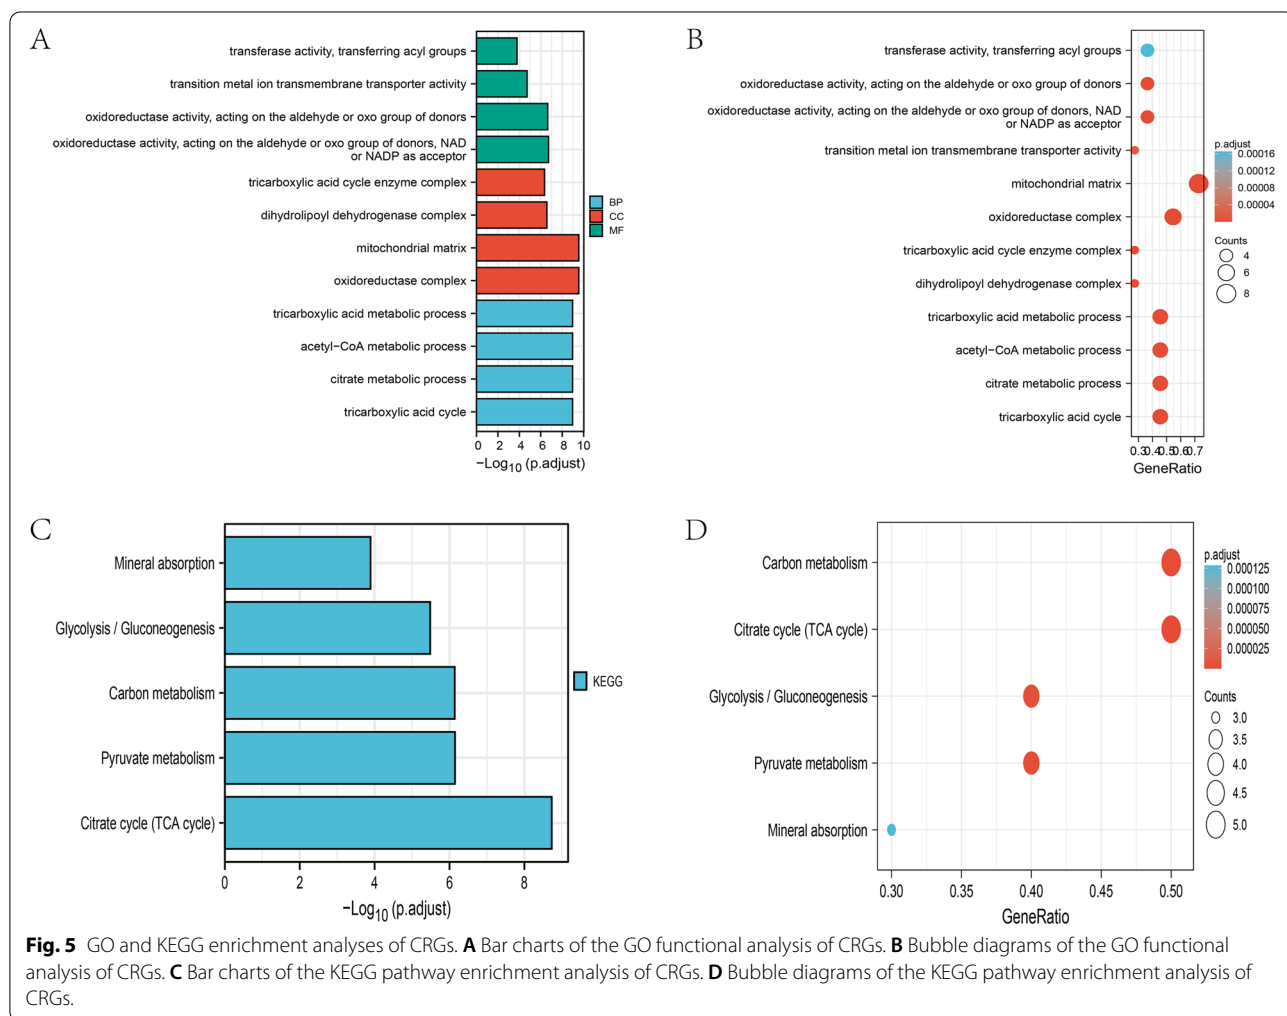 A
transferase activity, transferring acyl groups
transition metal ion transmembrane transporter activity
oxidoreductase activity, acting on the aldehyde or oxo group of donors
oxidoreductase activity, acting on the aldehyde or oxo group of donors, NAD
or NADP as acceptor
tricarboxylic acid cycle enzyme complex
dihydrolipoyl dehydrogenase complex
mitochondrial matrix
oxidoreductase complex
tricarboxylic acid metabolic process
acetyl−CoA metabolic process
citrate metabolic process
tricarboxylic acid cycle
0 2 4 6 8 10
−Log10 (p.adjust)
BP
CC
MF
B
transferase activity, transferring acyl groups
oxidoreductase activity, acting on the aldehyde or oxo group of donors
oxidoreductase activity, acting on the aldehyde or oxo group of donors, NAD
or NADP as acceptor
transition metal ion transmembrane transporter activity
mitochondrial matrix
oxidoreductase complex
tricarboxylic acid cycle enzyme complex
dihydrolipoyl dehydrogenase complex
tricarboxylic acid metabolic process
acetyl−CoA metabolic process
citrate metabolic process
tricarboxylic acid cycle
0.3 0.4 0.5 0.6 0.7
GeneRatio
p.adjust
0.00016
0.00012
0.00008
0.00004
Counts
4
6
8
C
Mineral absorption
Glycolysis / Gluconeogenesis
Carbon metabolism
Pyruvate metabolism
Citrate cycle (TCA cycle)
0 2 4 6 8
−Log10 (p.adjust)
KEGG
D
Carbon metabolism
Citrate cycle (TCA cycle)
Glycolysis / Gluconeogenesis
Pyruvate metabolism
Mineral absorption
0.30 0.35 0.40 0.45 0.50
GeneRatio
p.adjust
0.000125
0.000100
0.000075
0.000050
0.000025
Counts
3.0
3.5
4.0
4.5
5.0
Fig. 5 GO and KEGG enrichment analyses of CRGs. A Bar charts of the GO functional analysis of CRGs. B Bubble diagrams of the GO functional
analysis of CRGs. C Bar charts of the KEGG pathway enrichment analysis of CRGs. D Bubble diagrams of the KEGG pathway enrichment analysis of
CRGs.